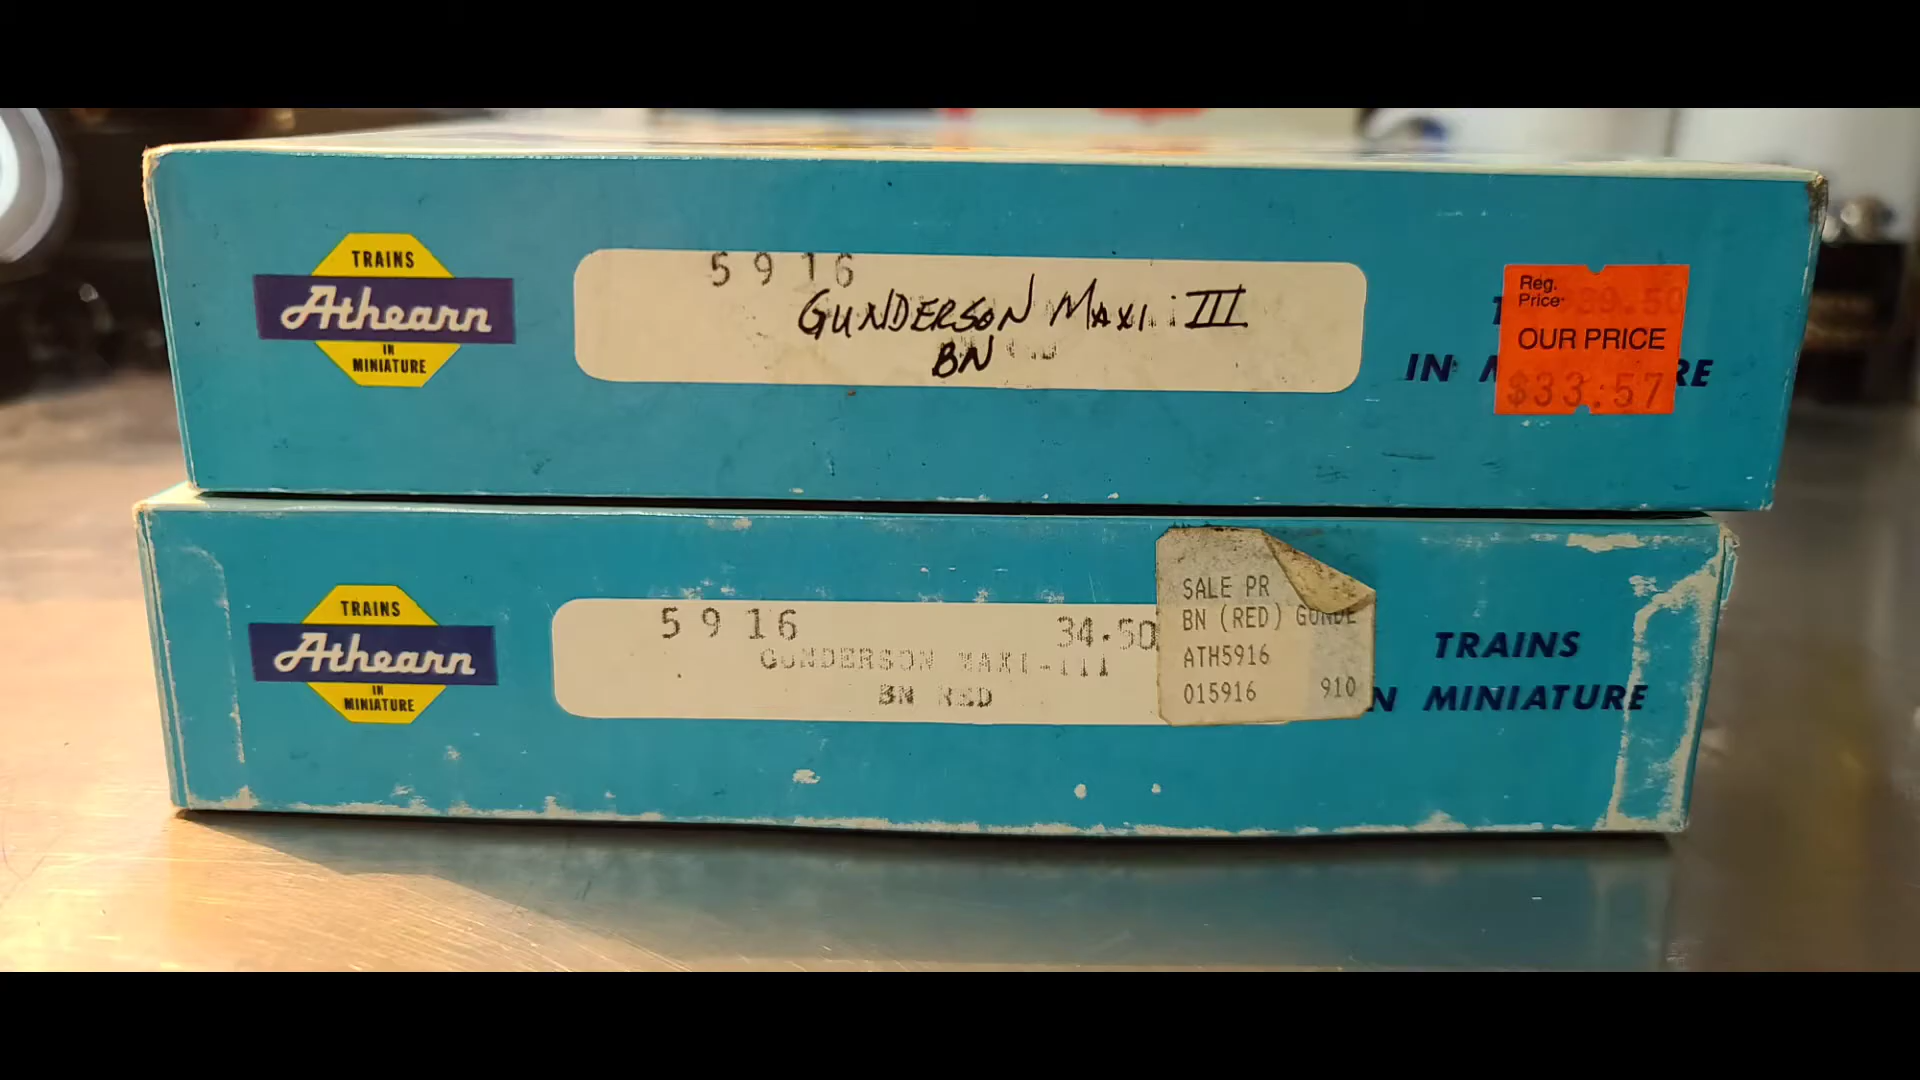 TRAINS
Athearn
IN
MINIATURE
5916
GUNDERSON MAXI III
BN
IN
RE
Reg.
Price
OUR PRICE
$33.57
TRAINS
Athearn
IN
MINIATURE
5916 34.50
GUNDERSON MAXI-III
BN RED
SALE PR
BN (RED) GUNDE
ATH5916
015916 910
TRAINS
N MINIATURE